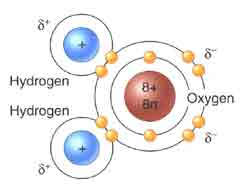 δ+
+
δ−
Hydrogen
8+
8n
Oxygen
Hydrogen
+
δ−
δ+